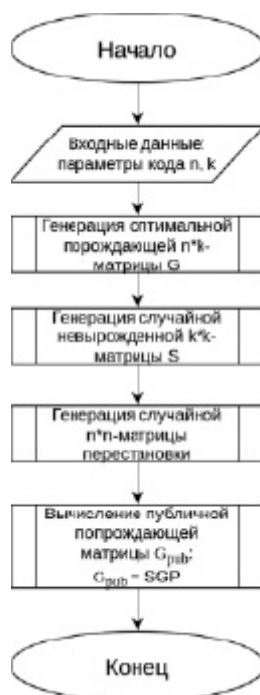 Начало
Входные данные:
параметры кода n, k
Генерация оптимальной
порождающей n*k-
матрицы G
Генерация случайной
невырожденной k*k-
матрицы S
Генерация случайной
n*n-матрицы
перестановки
Вычисление публичной
попрождающей
матрицы Gpub:
Gpub = SGP
Конец